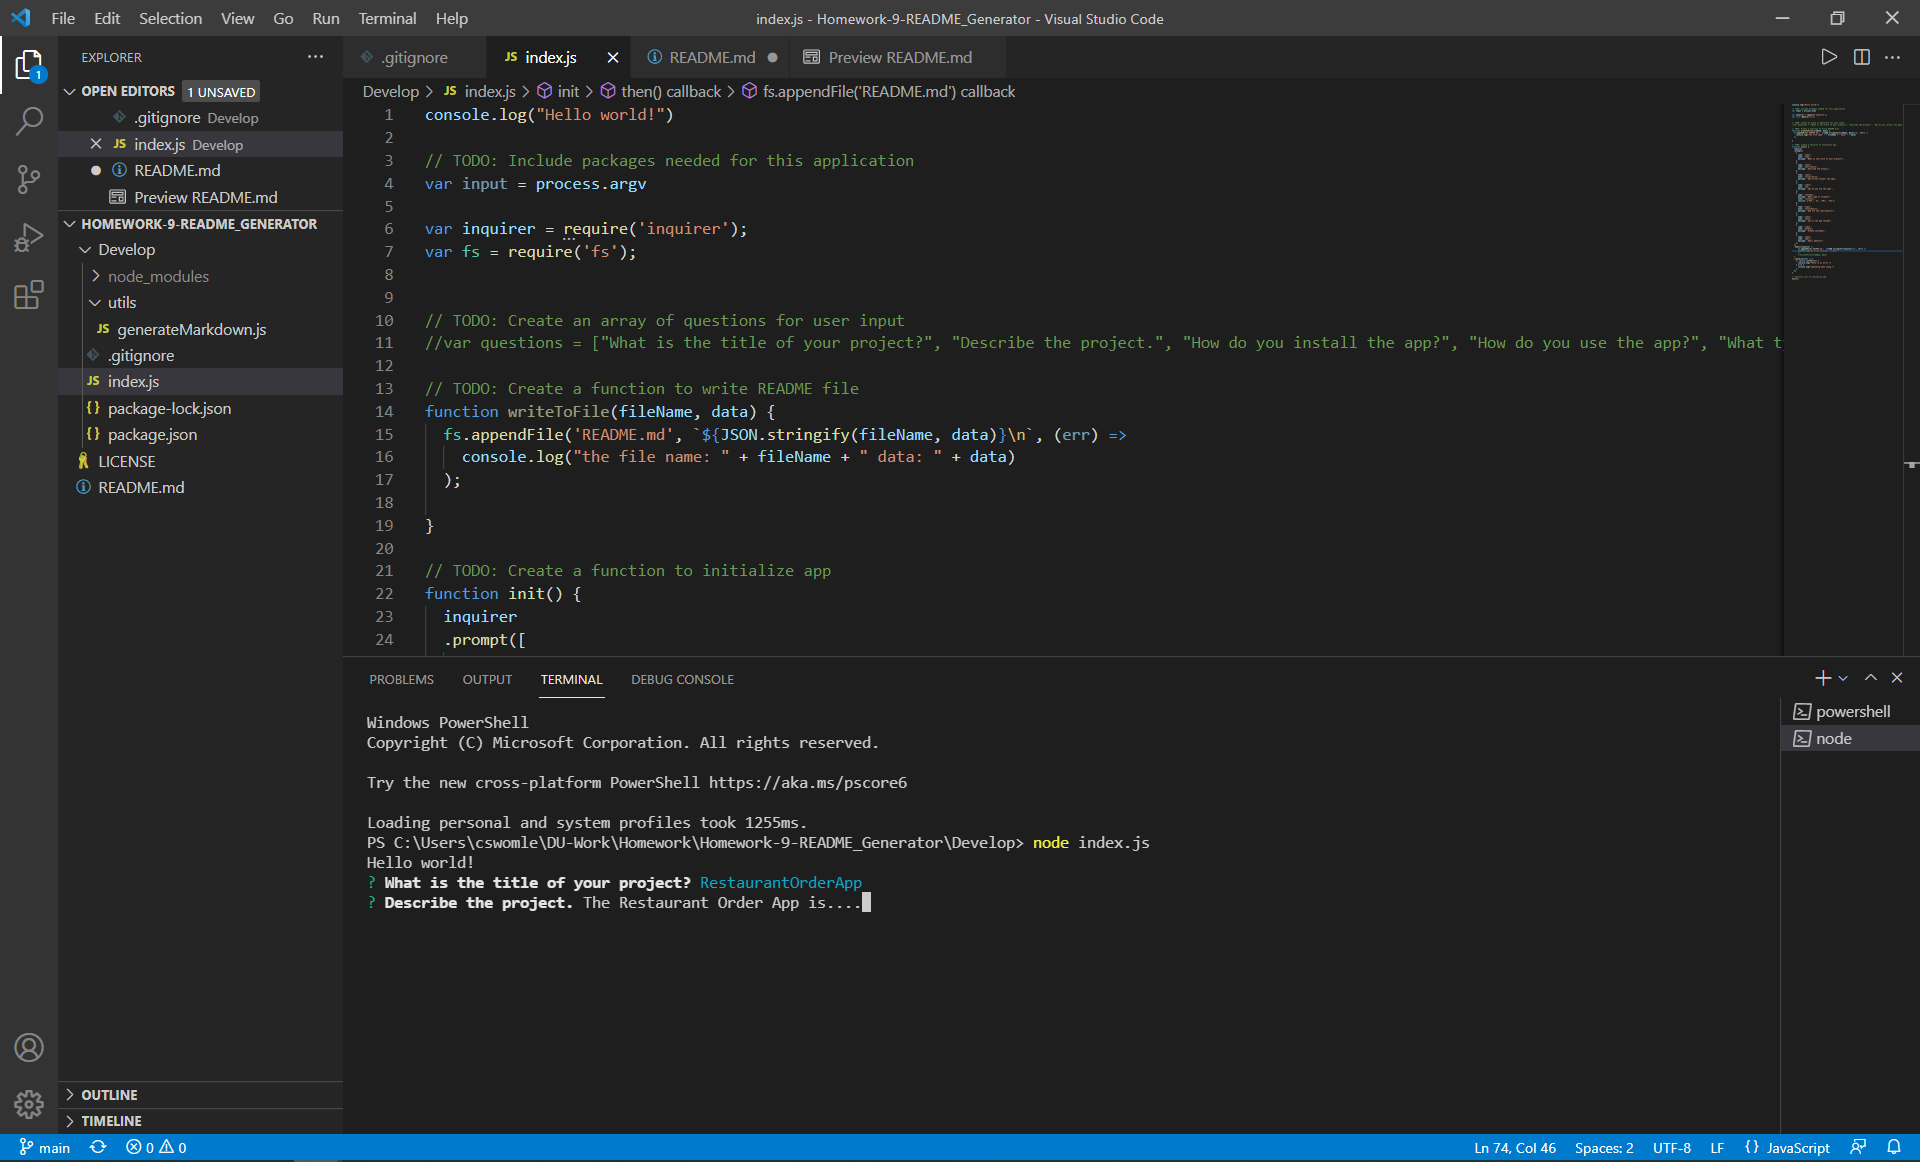 File Edit Selection View Go Run Terminal Help
index.js - Homework-9-README_Generator - Visual Studio Code
EXPLORER
OPEN EDITORS 1 UNSAVED
.gitignore Develop
JS index.js Develop
README.md
Preview README.md
HOMEWORK-9-README_GENERATOR
Develop
node_modules
utils
JS generateMarkdown.js
.gitignore
JS index.js
{} package-lock.json
{} package.json
LICENSE
README.md
OUTLINE
TIMELINE
.gitignore JS index.js README.md Preview README.md
Develop > JS index.js > init > then() callback > fs.appendFile('README.md') callback
1 console.log("Hello world!")
2
3 // TODO: Include packages needed for this application
4 var input = process.argv
5
6 var inquirer = require('inquirer');
7 var fs = require('fs');
8
9
10 // TODO: Create an array of questions for user input
11 //var questions = ["What is the title of your project?", "Describe the project.", "How do you install the app?", "How do you use the app?", "What t
12
13 // TODO: Create a function to write README file
14 function writeToFile(fileName, data) {
15 fs.appendFile('README.md', `${JSON.stringify(fileName, data)}\n`, (err) =>
16 console.log("the file name: " + fileName + " data: " + data)
17 );
18
19 }
20
21 // TODO: Create a function to initialize app
22 function init() {
23 inquirer
24 .prompt([
PROBLEMS OUTPUT TERMINAL DEBUG CONSOLE
powershell
node
Windows PowerShell
Copyright (C) Microsoft Corporation. All rights reserved.
Try the new cross-platform PowerShell https://aka.ms/pscore6
Loading personal and system profiles took 1255ms.
PS C:\Users\cswomle\DU-Work\Homework\Homework-9-README_Generator\Develop> node index.js
Hello world!
? What is the title of your project? RestaurantOrderApp
? Describe the project. The Restaurant Order App is....
1
main 0 0 Ln 74, Col 46 Spaces: 2 UTF-8 LF {} JavaScript